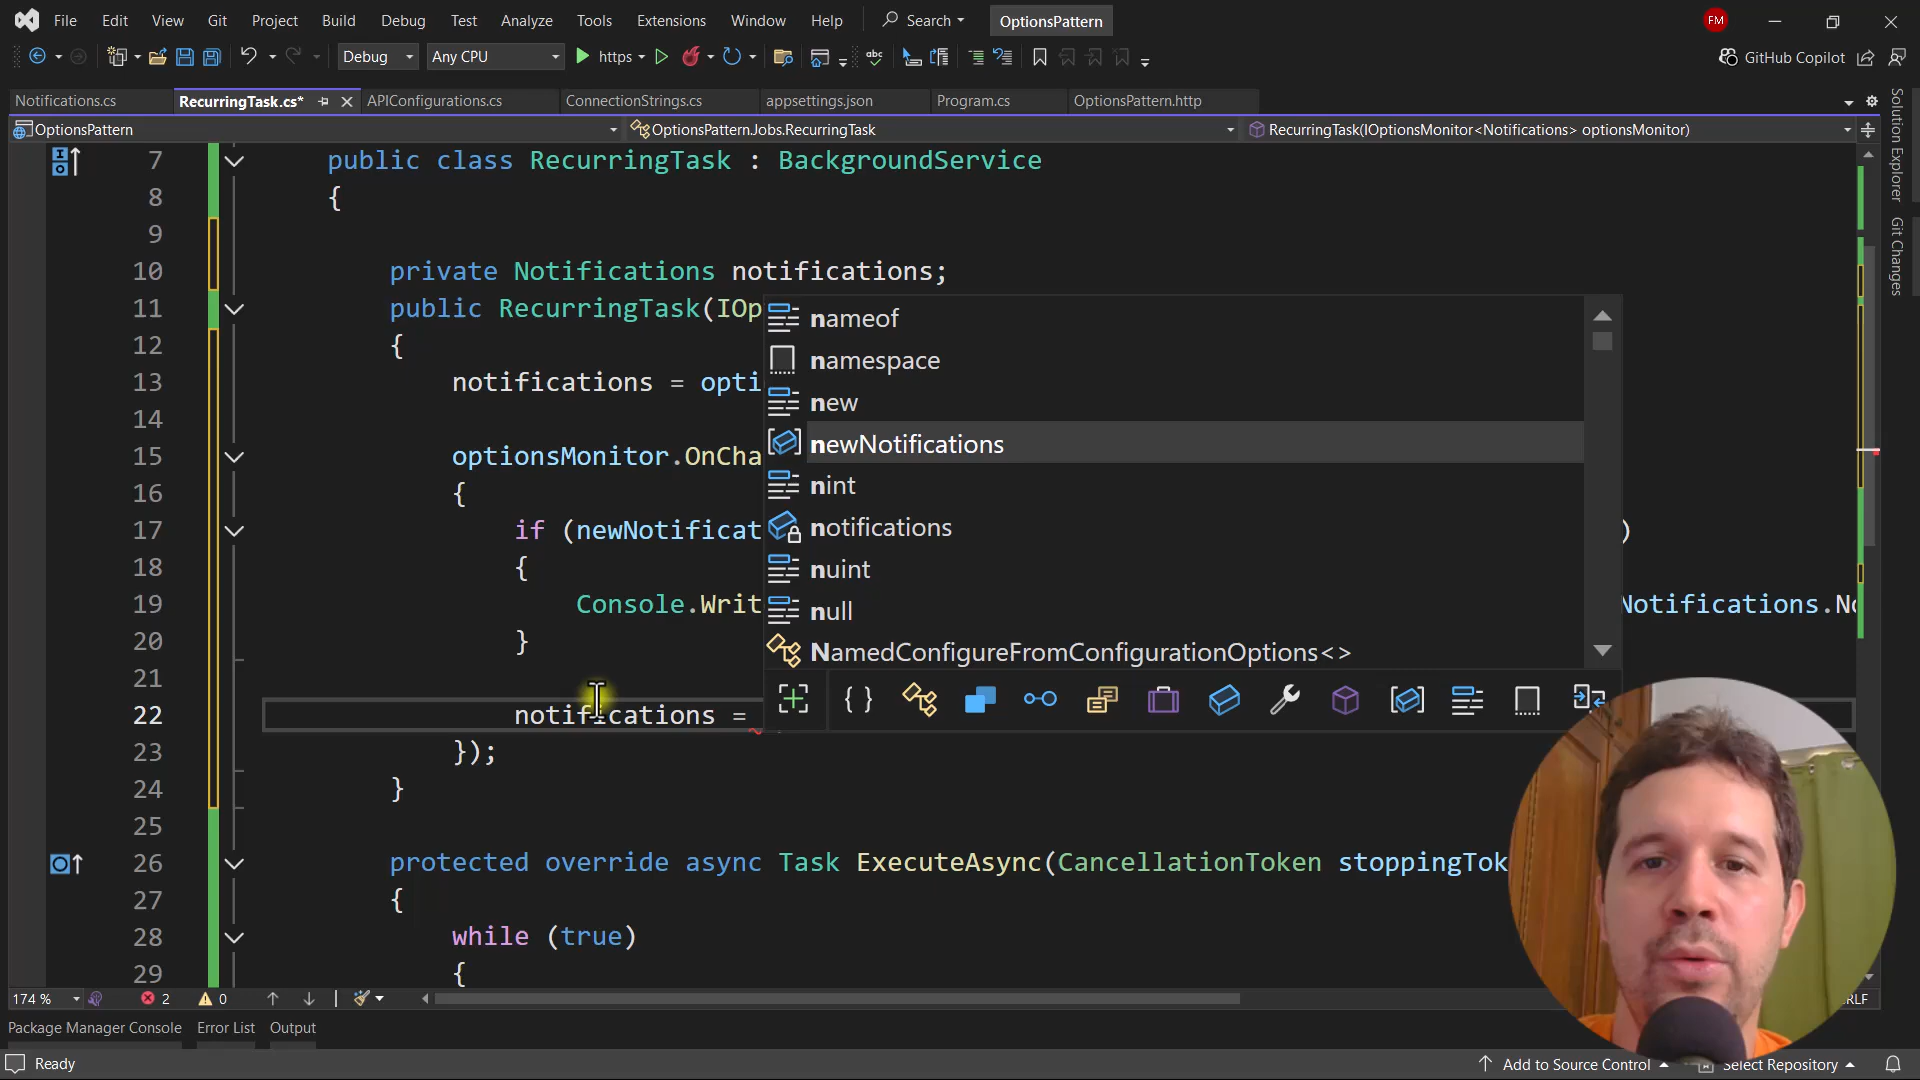 File Edit View Git Project Build Debug Test Analyze Tools Extensions Window Help Search OptionsPattern FM
Debug Any CPU https GitHub Copilot
Notifications.cs RecurringTask.cs* APIConfigurations.cs ConnectionStrings.cs appsettings.json Program.cs OptionsPattern.http
OptionsPattern OptionsPattern.Jobs.RecurringTask RecurringTask(IOptionsMonitor<Notifications> optionsMonitor)
7 public class RecurringTask : BackgroundService
8 {
9
10 private Notifications notifications;
11 public RecurringTask(IOp
12 {
13 notifications = opti
14
15 optionsMonitor.OnCha
16 {
17 if (newNotificat )
18 {
19 Console.Writ Notifications.No
20 }
21
22 notifications =
23 });
24 }
25
26 protected override async Task ExecuteAsync(CancellationToken stoppingTok
27 {
28 while (true)
29 {
nameof
namespace
new
newNotifications
nint
notifications
nuint
null
NamedConfigureFromConfigurationOptions<>
Solution Explorer
Git Changes
174 % 2 0 CRLF
Package Manager Console Error List Output
Ready Add to Source Control Select Repository